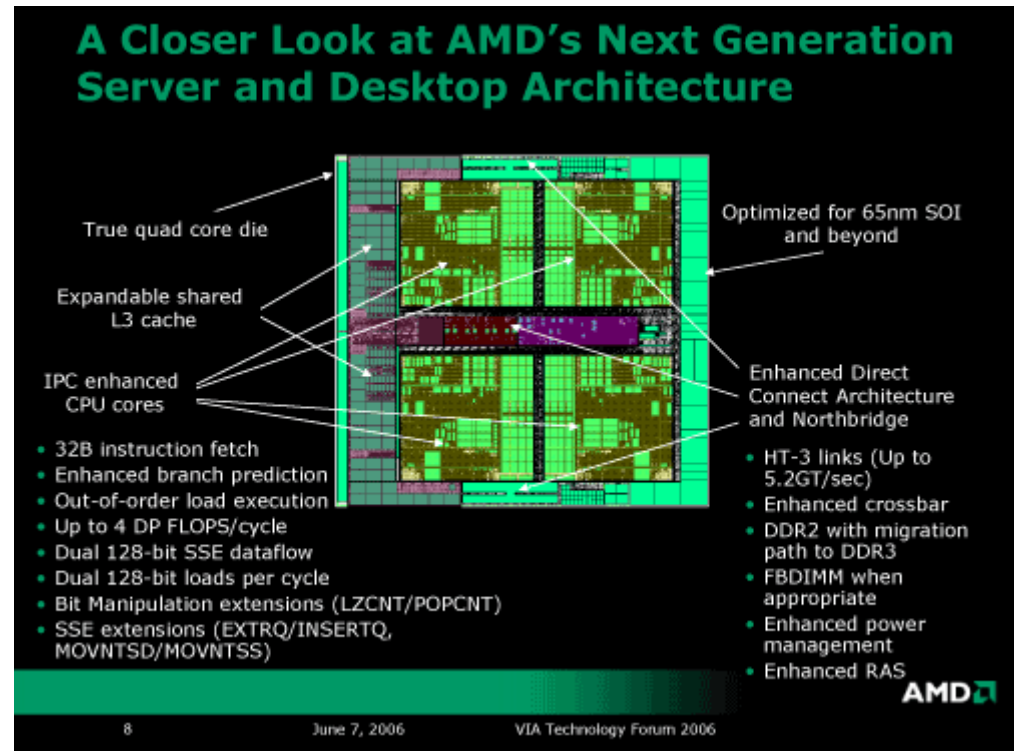 A Closer Look at AMD's Next Generation
Server and Desktop Architecture
True quad core die
Expandable shared
L3 cache
IPC enhanced
CPU cores
• 32B instruction fetch
• Enhanced branch prediction
• Out-of-order load execution
• Up to 4 DP FLOPS/cycle
• Dual 128-bit SSE dataflow
• Dual 128-bit loads per cycle
• Bit Manipulation extensions (LZCNT/POPCNT)
• SSE extensions (EXTRQ/INSERTQ,
MOVNTSD/MOVNTSS)
Optimized for 65nm SOI
and beyond
Enhanced Direct
Connect Architecture
and Northbridge
• HT-3 links (Up to
5.2GT/sec)
• Enhanced crossbar
• DDR2 with migration
path to DDR3
• FBDIMM when
appropriate
• Enhanced power
management
• Enhanced RAS
AMD
8
June 7, 2006
VIA Technology Forum 2006